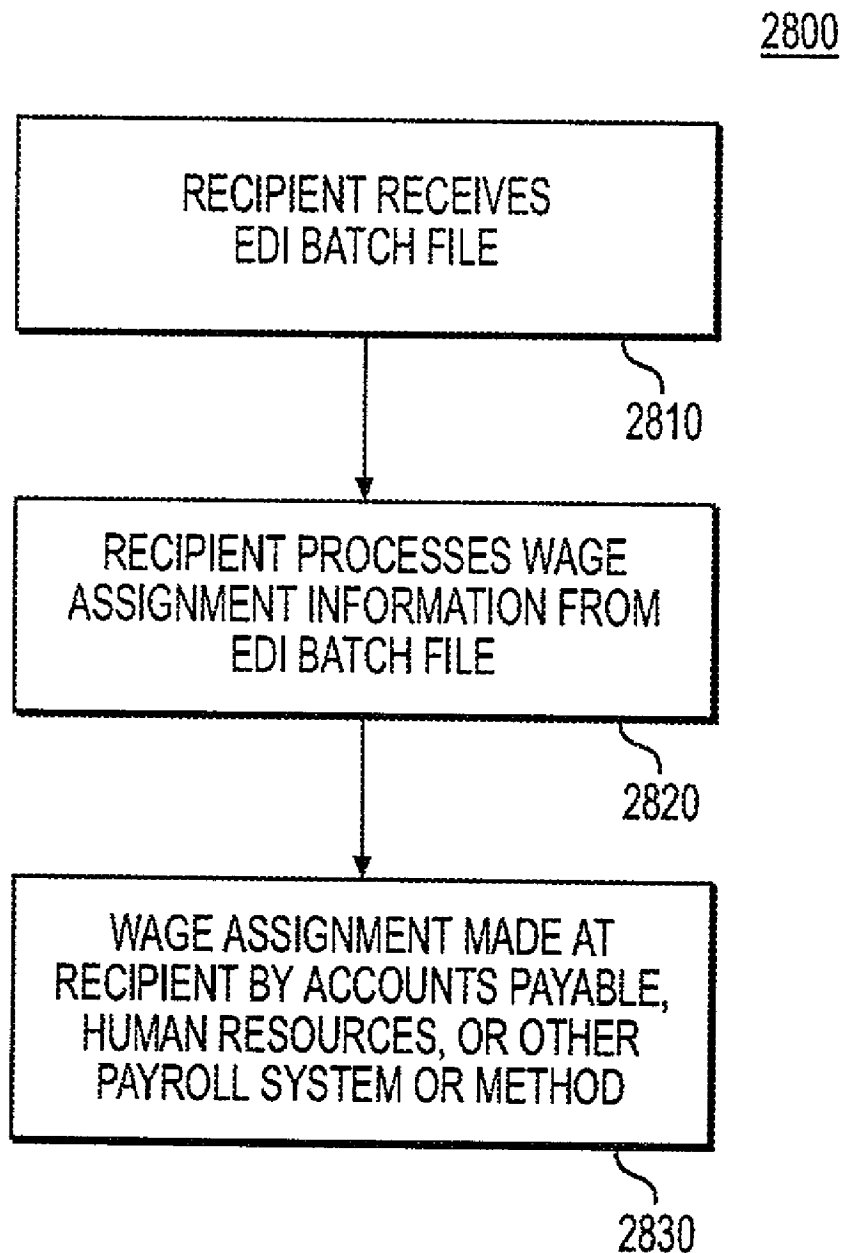 2800
RECIPIENT RECEIVES
EDI BATCH FILE
2810
RECIPIENT PROCESSES WAGE
ASSIGNMENT INFORMATION FROM
EDI BATCH FILE
2820
WAGE ASSIGNMENT MADE AT
RECIPIENT BY ACCOUNTS PAYABLE,
HUMAN RESOURCES, OR OTHER
PAYROLL SYSTEM OR METHOD
2830